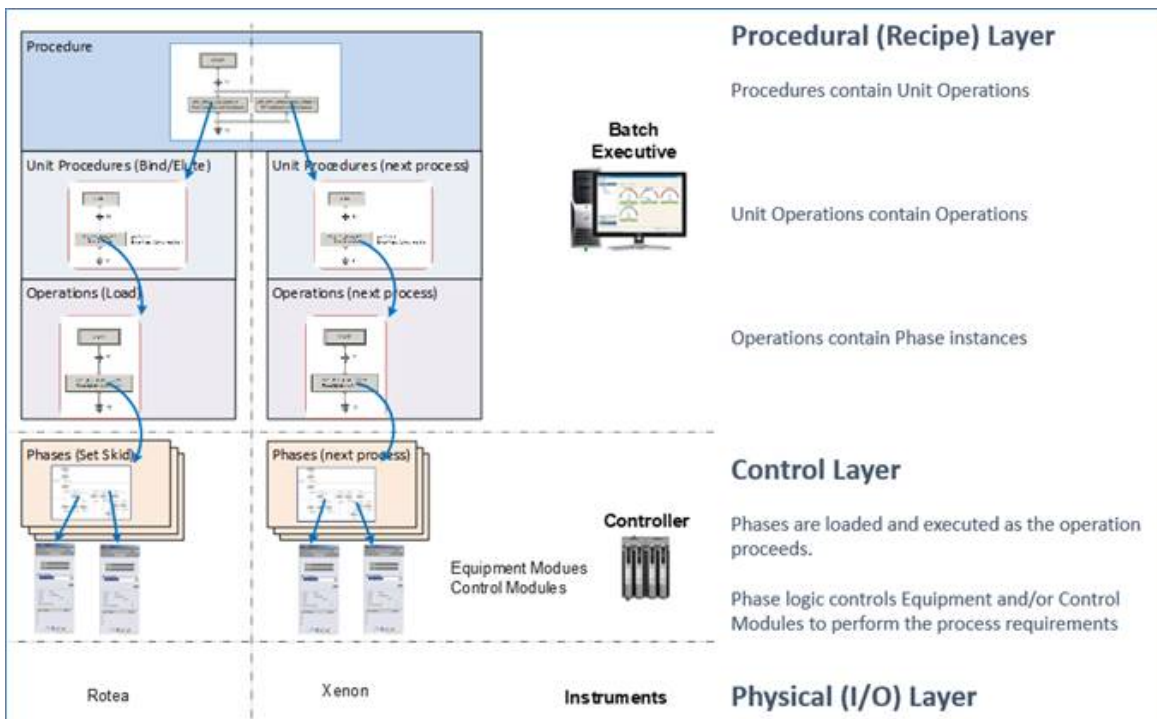 Procedure
Procedural (Recipe) Layer
Procedures contain Unit Operations
Batch
Executive
Unit Procedures (Bind/Elute)
Unit Procedures (next process)
Unit Operations contain Operations
Operations (Load)
Operations (next process)
Operations contain Phase instances
Phases (Set Skid)
Phases (next process)
Control Layer
Controller
Phases are loaded and executed as the operation
proceeds.
Equipment Modues
Control Modules
Phase logic controls Equipment and/or Control
Modules to perform the process requirements
Rotea
Xenon
Instruments
Physical (I/O) Layer